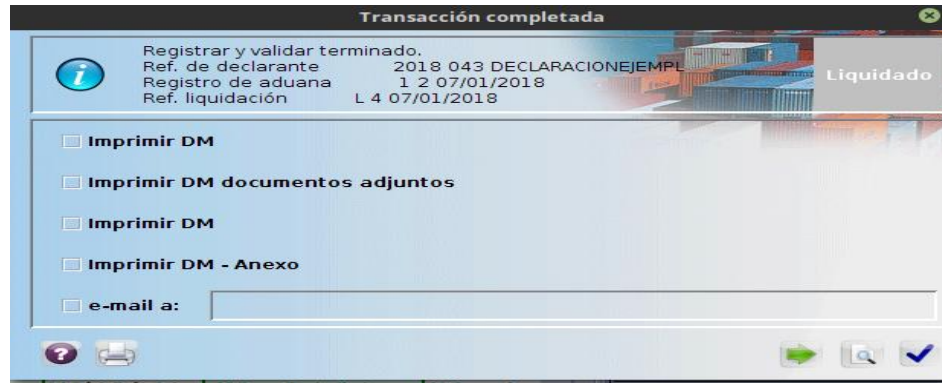 Transacción completada
Registrar y validar terminado.
Ref. de declarante 2018 043 DECLARACIONEJEMPL
Registro de aduana 1 2 07/01/2018
Ref. liquidación L 4 07/01/2018
Liquidado
Imprimir DM
Imprimir DM documentos adjuntos
Imprimir DM
Imprimir DM - Anexo
e-mail a: